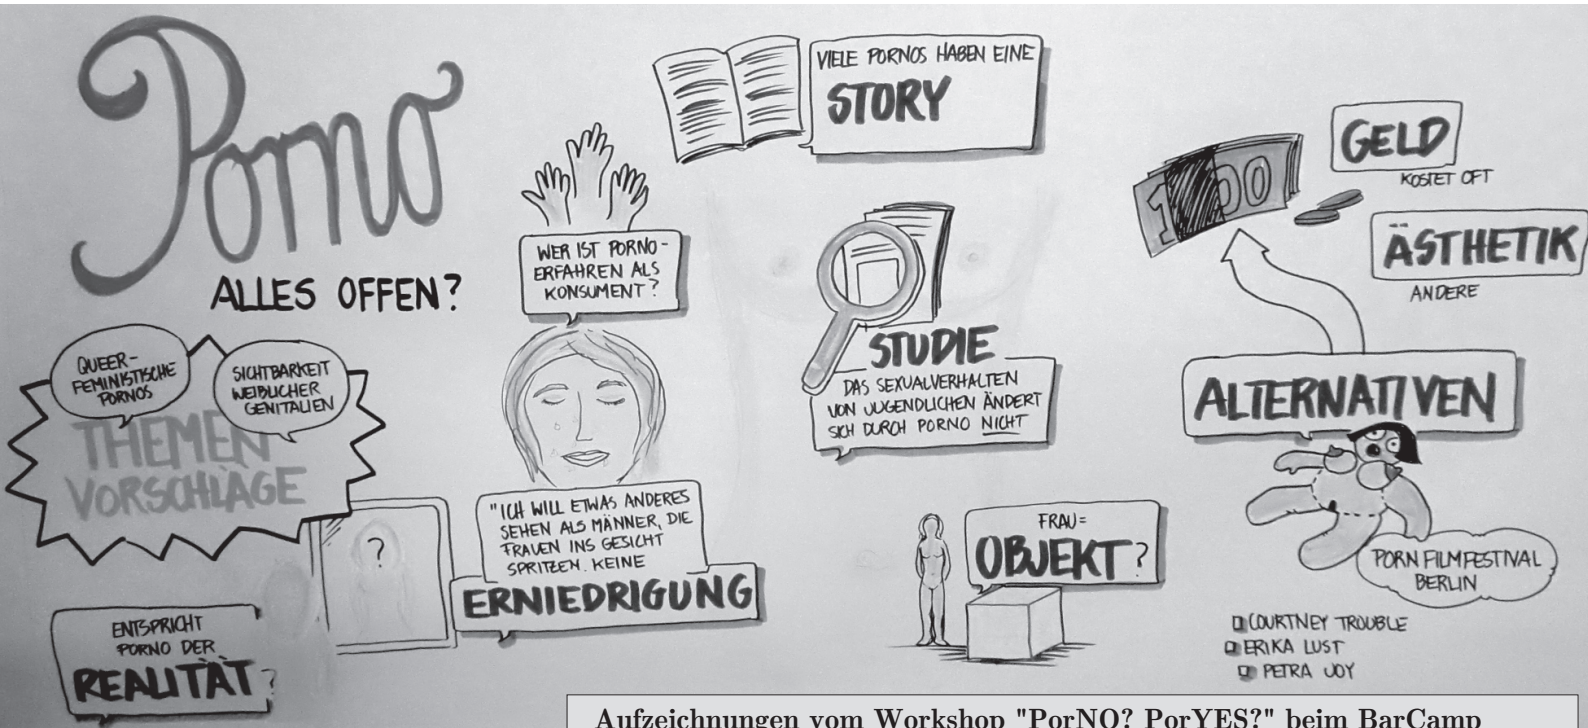 Porno
ALLES OFFEN?
QUEER-
FEMINISTISCHE
PORNOS
SICHTBARKEIT
WEIBLICHER
GENITALIEN
THEMEN
VORSCHLÄGE
ENTSPRICHT
PORNO DER
REALITÄT?
?
WER IST PORNO-
ERFAHREN ALS
KONSUMENT?
"ICH WILL ETWAS ANDERES
SEHEN ALS MÄNNER, DIE
FRAUEN INS GESICHT
SPRITZEN. KEINE
ERNIEDRIGUNG
VIELE PORNOS HABEN EINE
STORY
STUDIE
DAS SEXUALVERHALTEN
VON JUGENDLICHEN ÄNDERT
SICH DURCH PORNO NICHT
FRAU=
OBJEKT?
GELD
KOSTET OFT
ÄSTHETIK
ANDERE
ALTERNATIVEN
PORN FILMFESTIVAL
BERLIN
COURTNEY TROUBLE
ERIKA LUST
PETRA JOY
Aufzeichnungen vom Workshop "PorNO? PorYES?" beim BarCamp